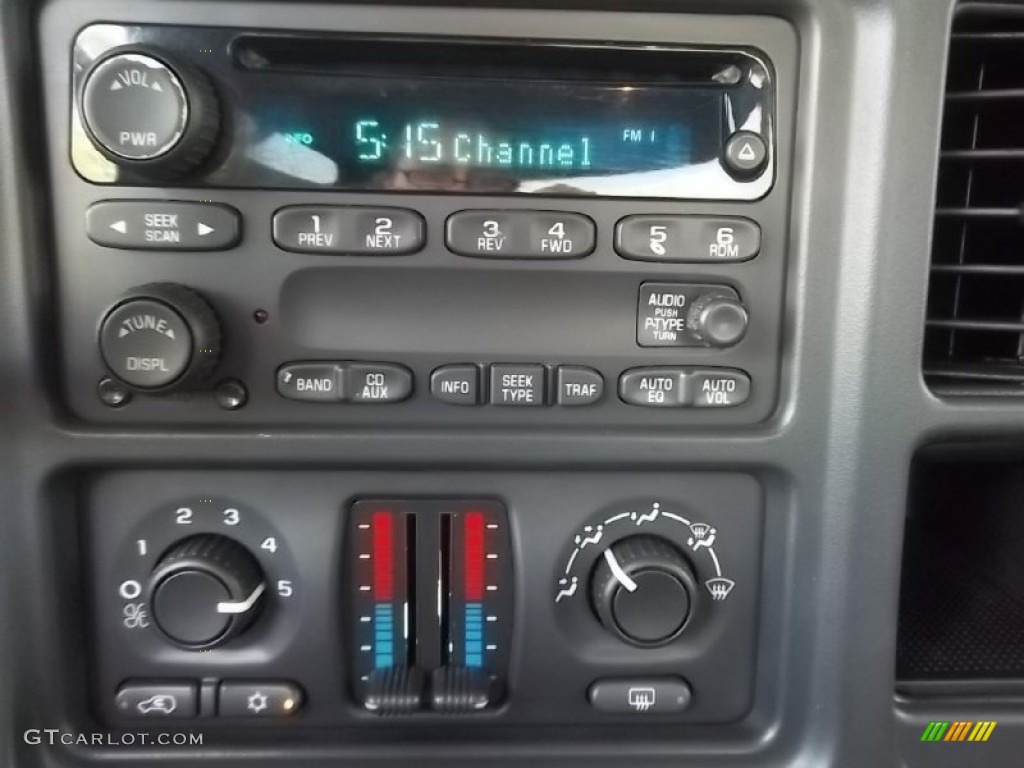 VOL
PWR
INFO 5:15 Channel FM 1
SEEK
SCAN
1
PREV
2
NEXT
3
REV
4
FWD
5
6
RDM
TUNE
DISPL
AUDIO
PUSH
P-TYPE
TURN
BAND
CD
AUX
INFO
SEEK
TYPE
TRAF
AUTO
EQ
AUTO
VOL
0 1 2 3 4 5
GTCARLOT.COM